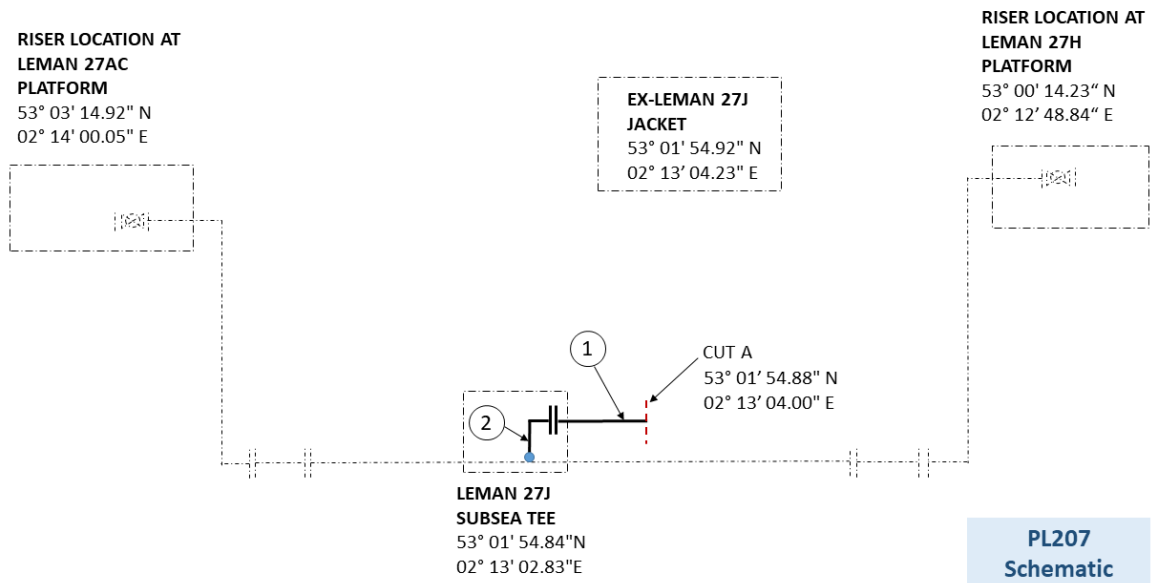 RISER LOCATION AT
LEMAN 27AC
PLATFORM
53° 03' 14.92" N
02° 14' 00.05" E
EX-LEMAN 27J
JACKET
53° 01' 54.92" N
02° 13’ 04.23" E
RISER LOCATION AT
LEMAN 27H
PLATFORM
53° 00' 14.23“ N
02° 12’ 48.84“ E
1
CUT A
53° 01’ 54.88" N
02° 13’ 04.00" E
2
LEMAN 27J
SUBSEA TEE
53° 01' 54.84"N
02° 13' 02.83"E
PL207
Schematic